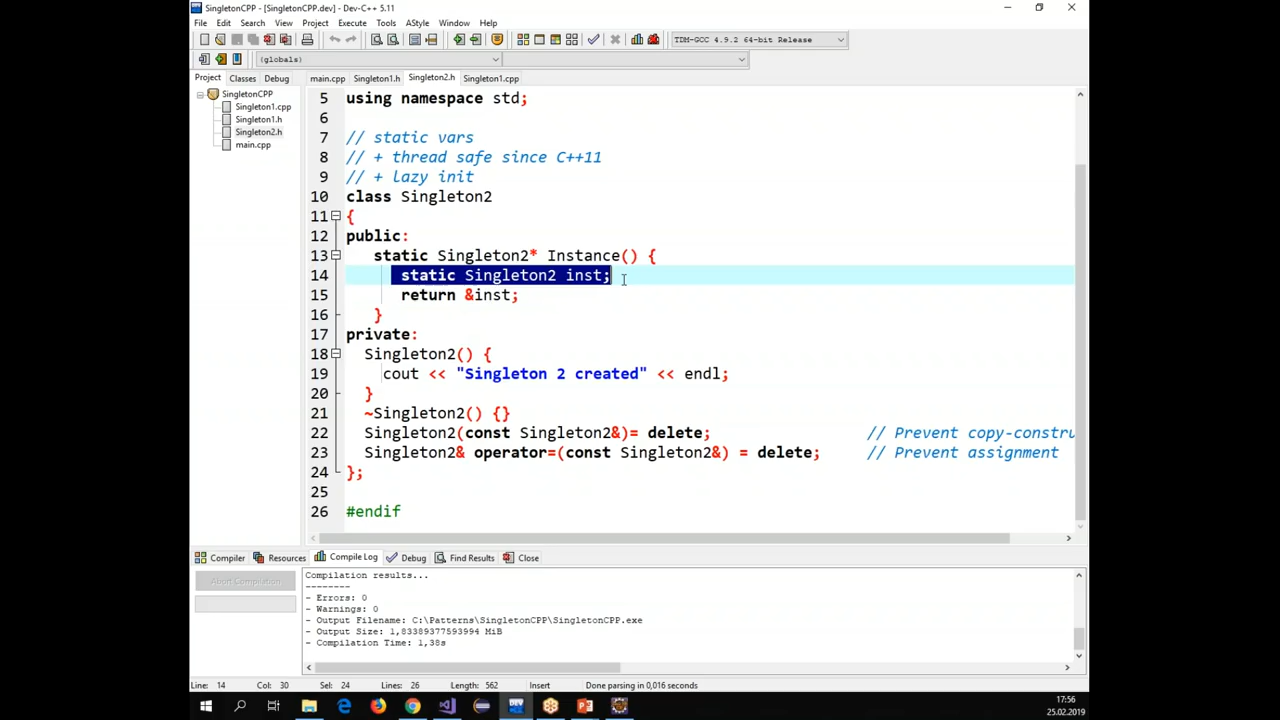 SingletonCPP - [SingletonCPP.dev] - Dev-C++ 5.11
File Edit Search View Project Execute Tools AStyle Window Help
TDM-GCC 4.9.2 64-bit Release
(globals)
Project Classes Debug
main.cpp Singleton1.h Singleton2.h Singleton1.cpp
SingletonCPP
Singleton1.cpp
Singleton1.h
Singleton2.h
main.cpp
5 using namespace std;
6
7 // static vars
8 // + thread safe since C++11
9 // + lazy init
10 class Singleton2
11 {
12 public:
13 static Singleton2* Instance() {
14 static Singleton2 inst;
15 return &inst;
16 }
17 private:
18 Singleton2() {
19 cout << "Singleton 2 created" << endl;
20 }
21 ~Singleton2() {}
22 Singleton2(const Singleton2&)= delete; // Prevent copy-constru
23 Singleton2& operator=(const Singleton2&) = delete; // Prevent assignment
24 };
25
26 #endif
Compiler Resources Compile Log Debug Find Results Close
Abort Compilation
Compilation results...
--------
- Errors: 0
- Warnings: 0
- Output Filename: C:\Patterns\SingletonCPP\SingletonCPP.exe
- Output Size: 1,83389377593994 MiB
- Compilation Time: 1,38s
Line: 14 Col: 30 Sel: 24 Lines: 26 Length: 562 Insert Done parsing in 0,016 seconds
DEV
17:56
25.02.2019